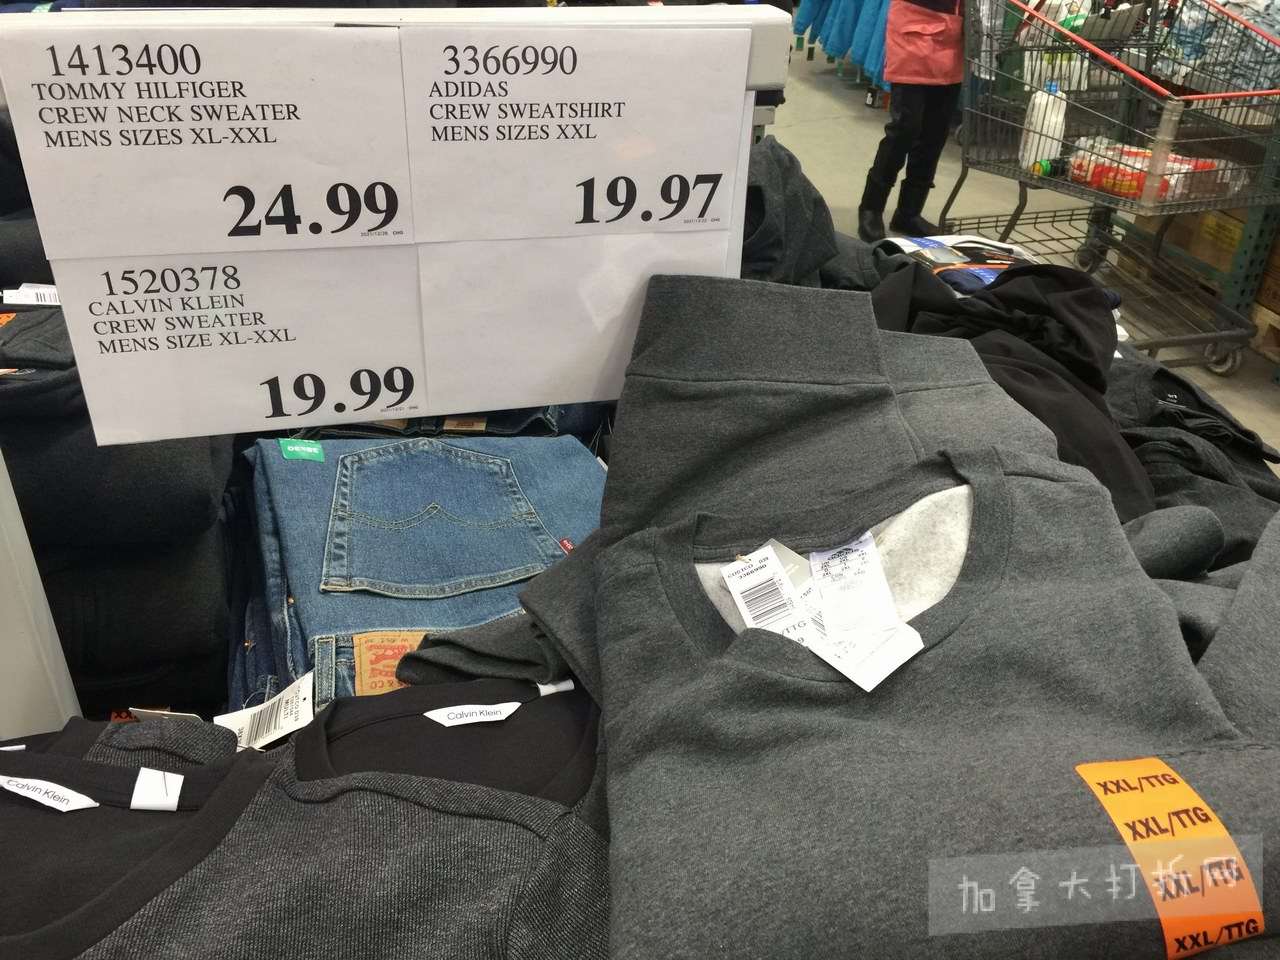 1413400
TOMMY HILFIGER
CREW NECK SWEATER
MENS SIZES XL-XXL
24.99
3366990
ADIDAS
CREW SWEATSHIRT
MENS SIZES XXL
19.97
1520378
CALVIN KLEIN
CREW SWEATER
MENS SIZE XL-XXL
19.99
COSTCO
3366990
Calvin Klein
Calvin Klein
XXL/TTG
XXL/TTG
XXL/TTG
XXL/TTG
加拿大打折网